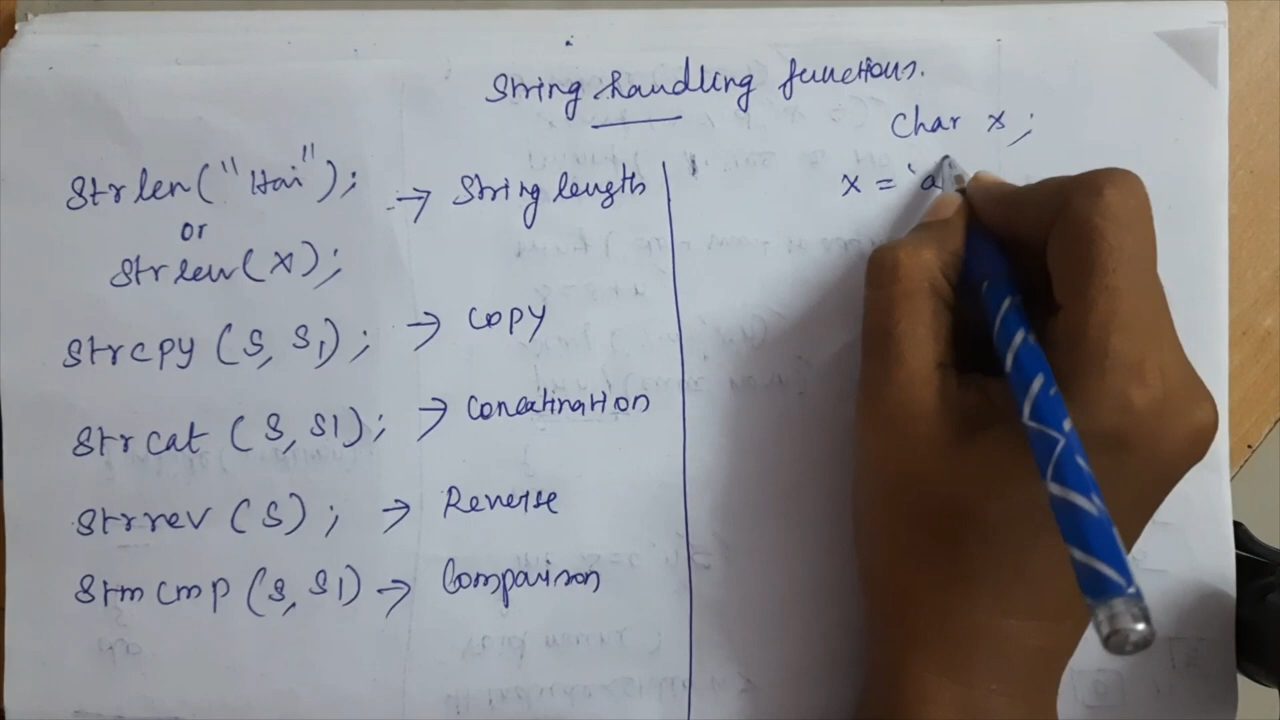 String handling functions.
Char x;
x = 'a'
Strlen("Hai"); → String length
or
Strlen(x);
Strcpy (S, S1); → Copy
Strcat (S, S1); → Concatination
Strrev (S); → Reverse
Strmcmp (S, S1) → Comparison